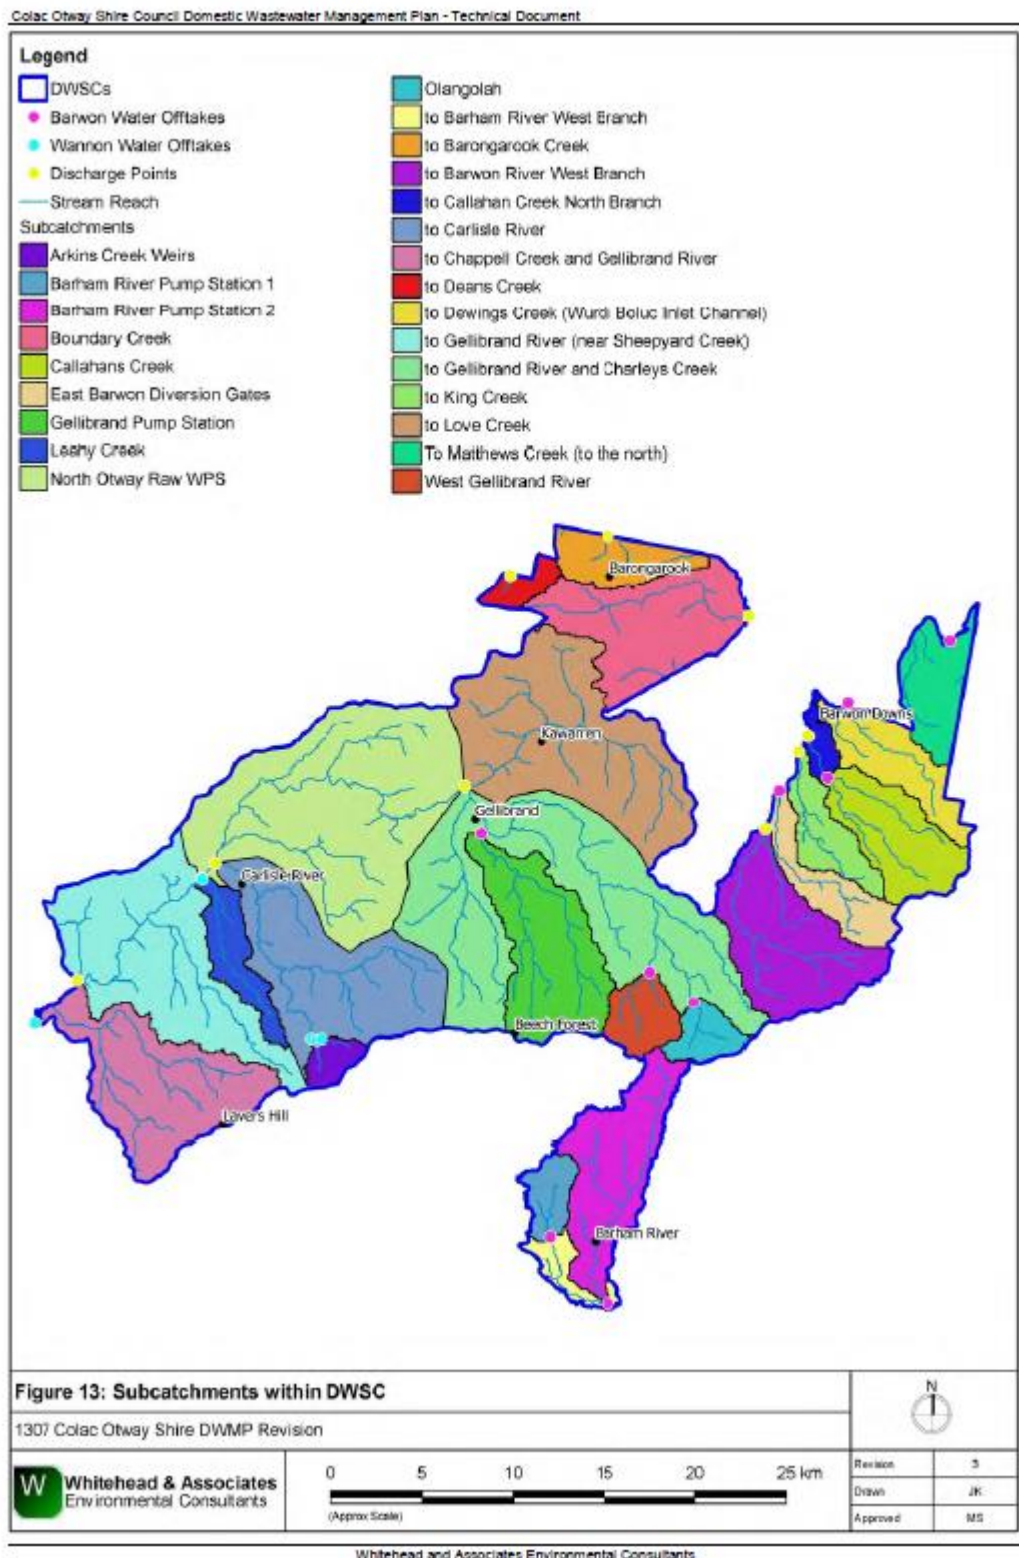 Colac Otway Shire Council Domestic Wastewater Management Plan - Technical Document
Legend
DWSCs
Barwon Water Offtakes
Wannon Water Offtakes
Discharge Points
Stream Reach
Subcatchments
Arkins Creek Weirs
Barham River Pump Station 1
Barham River Pump Station 2
Boundary Creek
Callahans Creek
East Barwon Diversion Gates
Gellibrand Pump Station
Leahy Creek
North Otway Raw WPS
Olangolah
to Barham River West Branch
to Barongarook Creek
to Barwon River West Branch
to Callahan Creek North Branch
to Carlisle River
to Chappell Creek and Gellibrand River
to Deans Creek
to Dewings Creek (Wurdi Boluc Inlet Channel)
to Gellibrand River (near Sheepyard Creek)
to Gellibrand River and Charleys Creek
to King Creek
to Love Creek
To Matthews Creek (to the north)
West Gellibrand River
Barongarook
Barwon Downs
Kawarren
Gellibrand
Carlisle River
Beech Forest
Lavers Hill
Barham River
Figure 13: Subcatchments within DWSC
N
1307 Colac Otway Shire DWMP Revision
W
Whitehead & Associates
Environmental Consultants
0 5 10 15 20 25 km
(Approx Scale)
Revision 3
Drawn JK
Approved MS
Whitehead and Associates Environmental Consultants